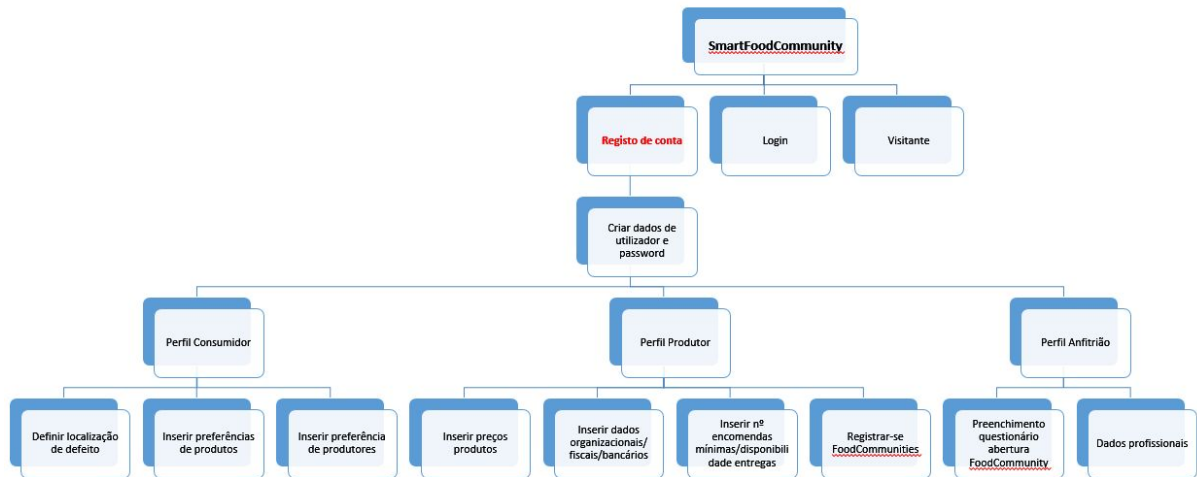 SmartFoodCommunity
Registo de conta
Login
Visitante
Criar dados de
utilizador e
password
Perfil Consumidor
Perfil Produtor
Perfil Anfitrião
Definir localização
de defeito
Inserir preferências
de produtos
Inserir preferência
de produtores
Inserir preços
produtos
Inserir dados
organizacionais/
fiscais/bancários
Inserir nº
encomendas
mínimas/disponibili
dade entregas
Registrar-se
FoodCommunities
Preenchimento
questionário
abertura
FoodCommunity
Dados profissionais